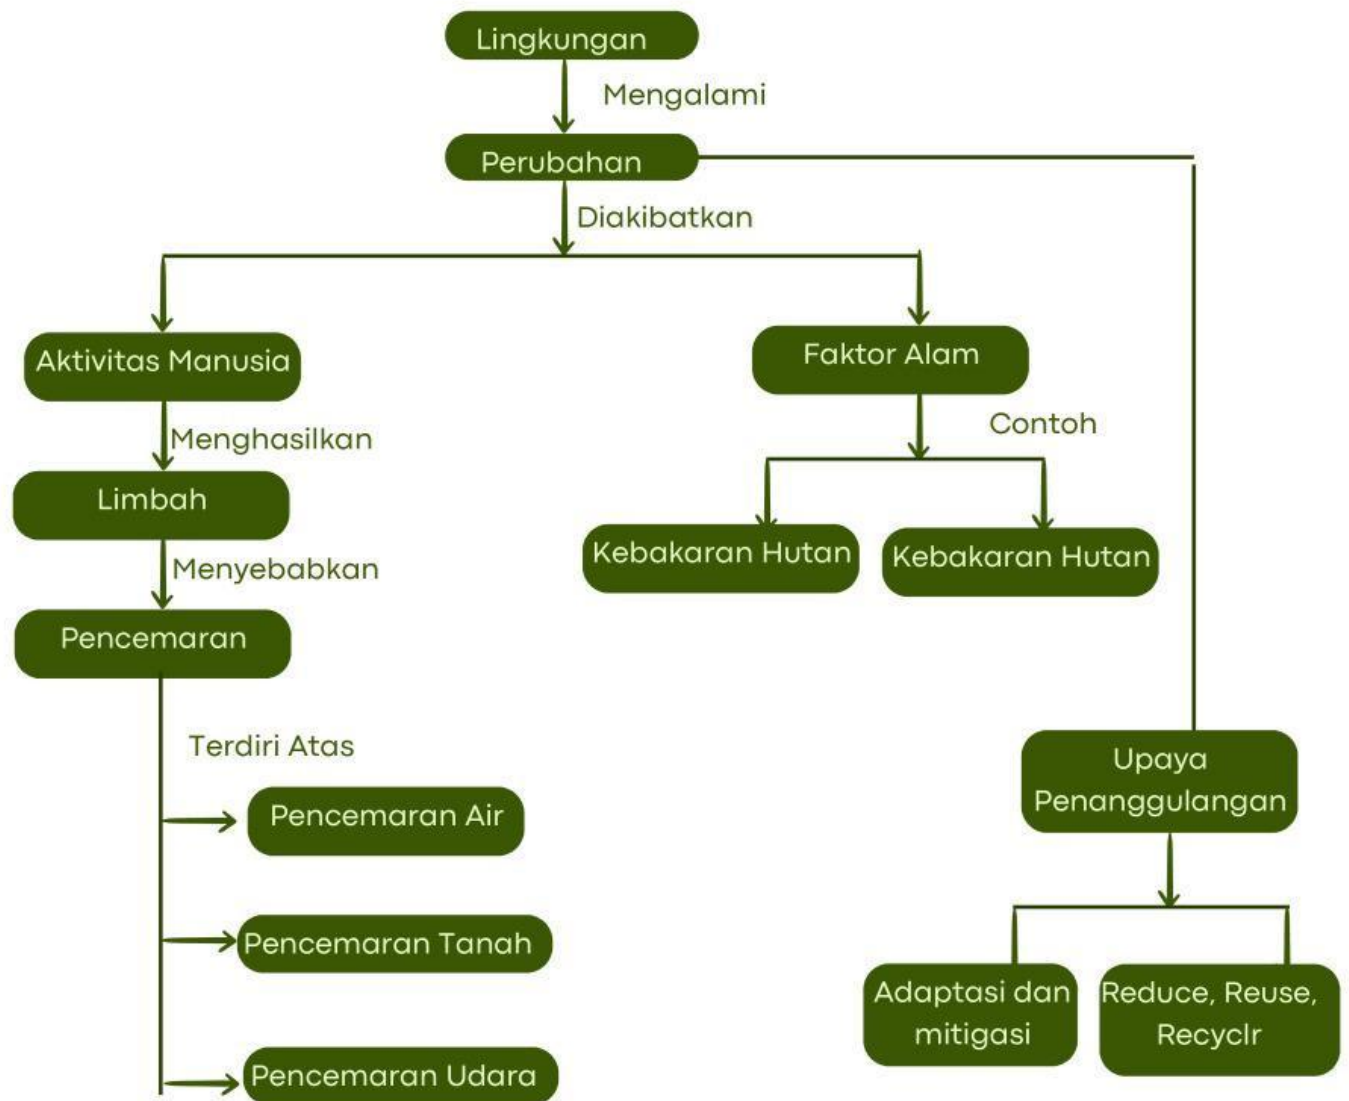 Lingkungan
Mengalami
Perubahan
Diakibatkan
Aktivitas Manusia
Faktor Alam
Menghasilkan
Contoh
Limbah
Kebakaran Hutan
Kebakaran Hutan
Menyebabkan
Pencemaran
Terdiri Atas
Pencemaran Air
Pencemaran Tanah
Pencemaran Udara
Upaya
Penanggulangan
Adaptasi dan
mitigasi
Reduce, Reuse,
Recyclr